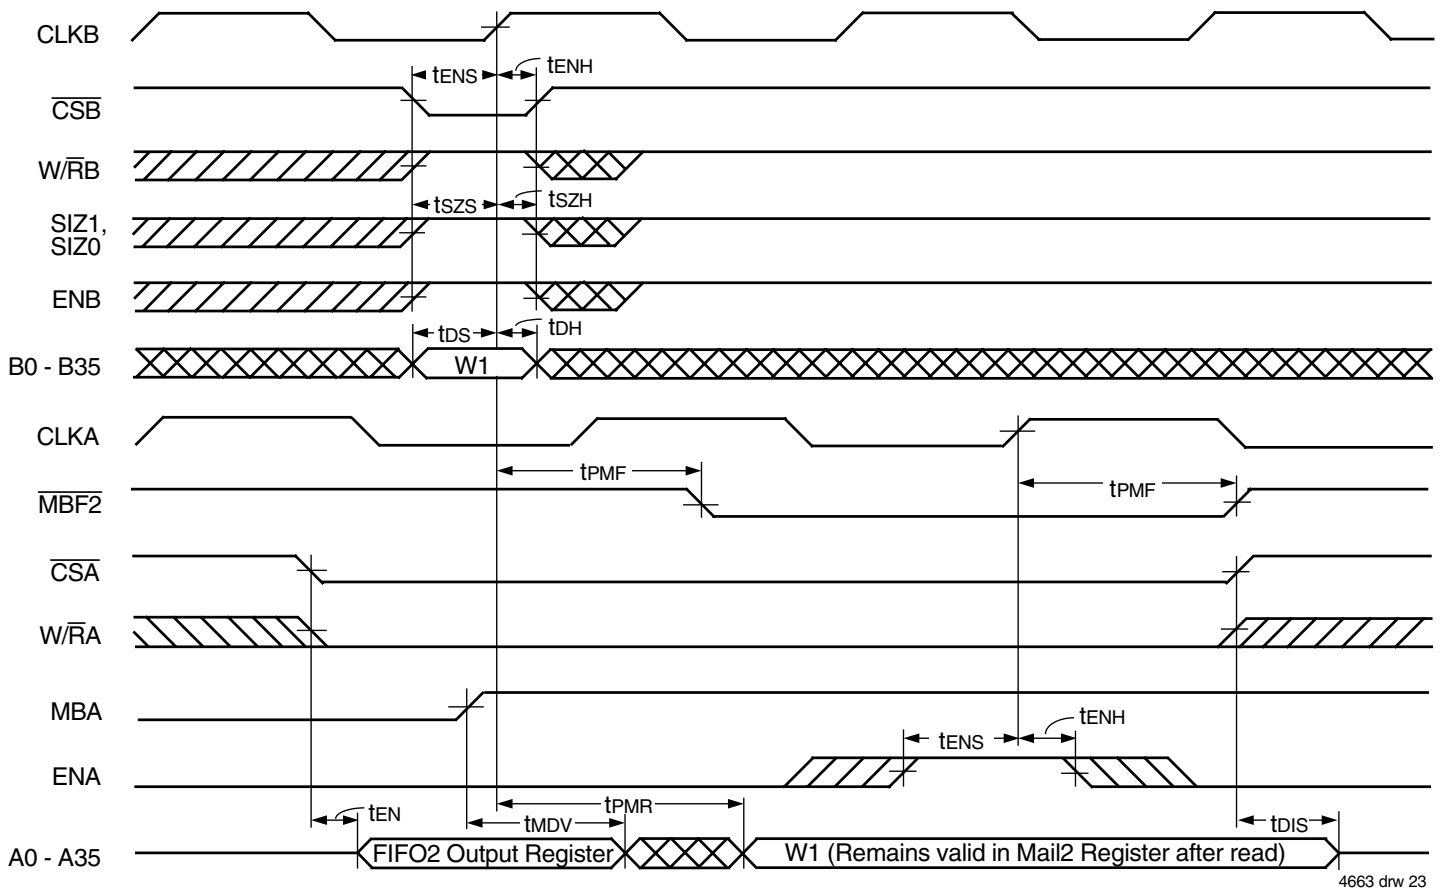 CLKB
tENS tENH
CSB
W/RB
tSZS tSZH
SIZ1,
SIZ0
ENB
tDS tDH
B0 - B35 W1
CLKA
tPMF tPMF
MBF2
CSA
W/RA
MBA
tENS tENH
ENA
tEN tPMR
tMDV tDIS
A0 - A35 FIFO2 Output Register W1 (Remains valid in Mail2 Register after read)
4663 drw 23